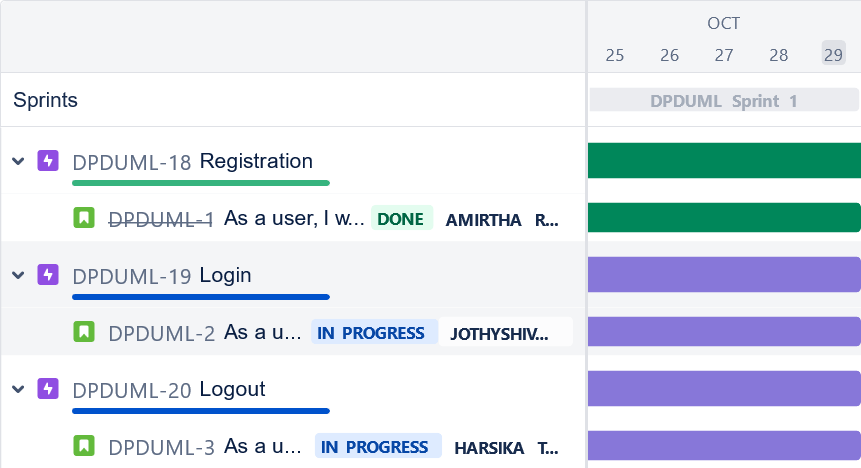 OCT
25 26 27 28 29
Sprints DPDUML Sprint 1
DPDUML-18 Registration
DPDUML-1 As a user, I w... DONE AMIRTHA R...
DPDUML-19 Login
DPDUML-2 As a u... IN PROGRESS JOTHYSHIV...
DPDUML-20 Logout
DPDUML-3 As a u... IN PROGRESS HARSIKA T...